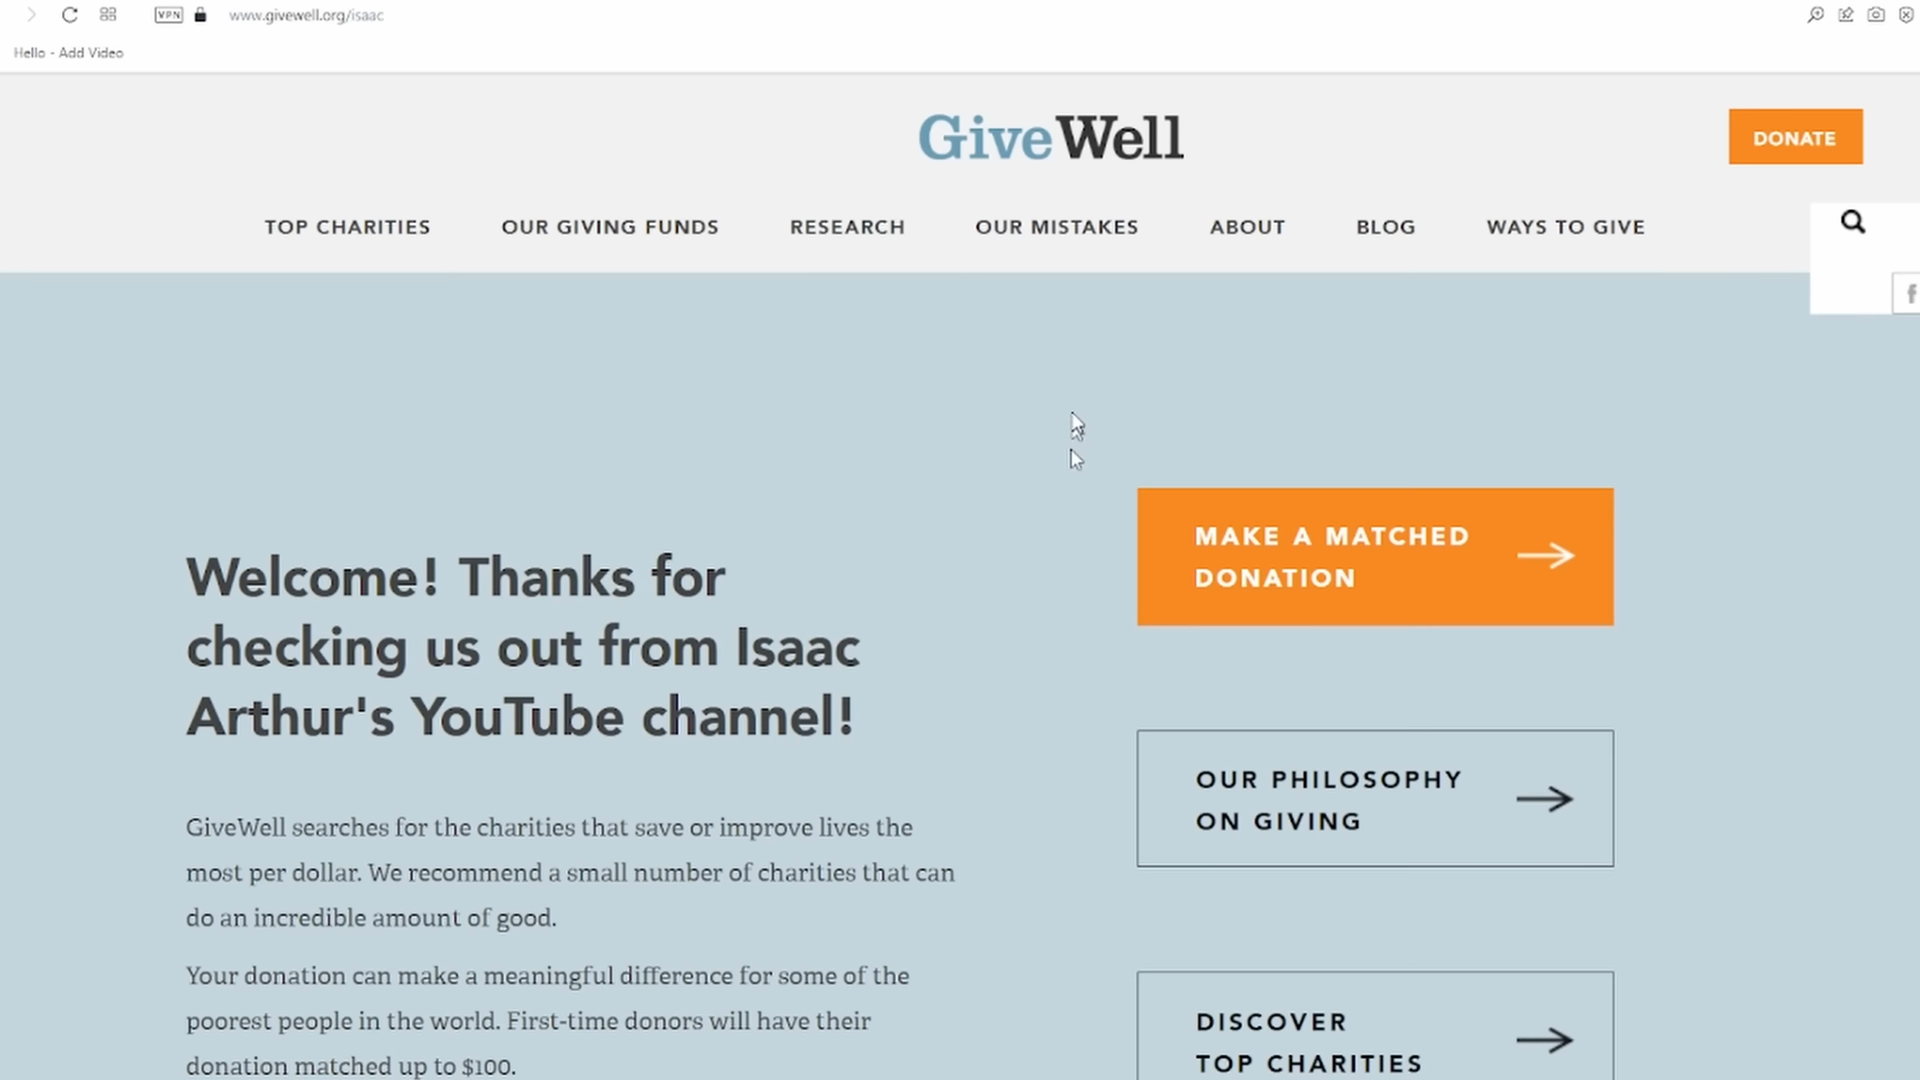 VPN www.givewell.org/isaac
Hello - Add Video
GiveWell
DONATE
TOP CHARITIES OUR GIVING FUNDS RESEARCH OUR MISTAKES ABOUT BLOG WAYS TO GIVE
f
Welcome! Thanks for
checking us out from Isaac
Arthur's YouTube channel!
GiveWell searches for the charities that save or improve lives the
most per dollar. We recommend a small number of charities that can
do an incredible amount of good.
Your donation can make a meaningful difference for some of the
poorest people in the world. First-time donors will have their
donation matched up to $100.
MAKE A MATCHED
DONATION
OUR PHILOSOPHY
ON GIVING
DISCOVER
TOP CHARITIES